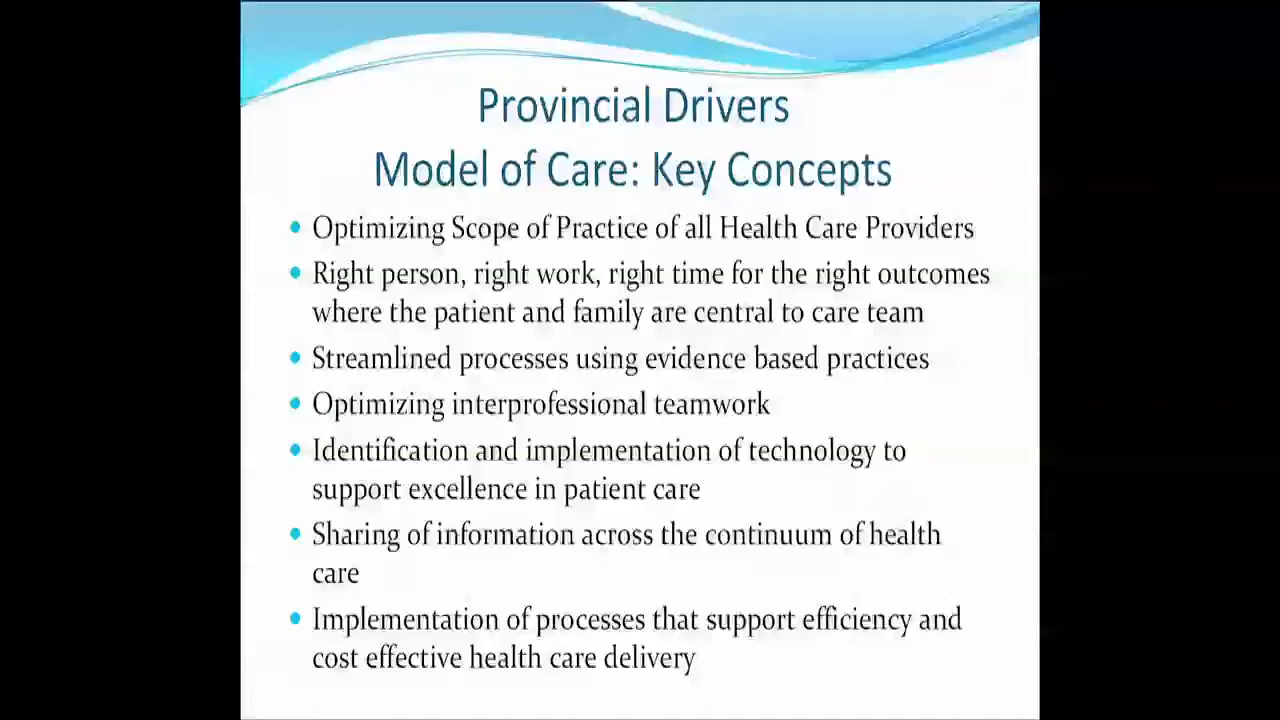 Provincial Drivers
Model of Care: Key Concepts
• Optimizing Scope of Practice of all Health Care Providers
• Right person, right work, right time for the right outcomes
where the patient and family are central to care team
• Streamlined processes using evidence based practices
• Optimizing interprofessional teamwork
• Identification and implementation of technology to
support excellence in patient care
• Sharing of information across the continuum of health
care
• Implementation of processes that support efficiency and
cost effective health care delivery